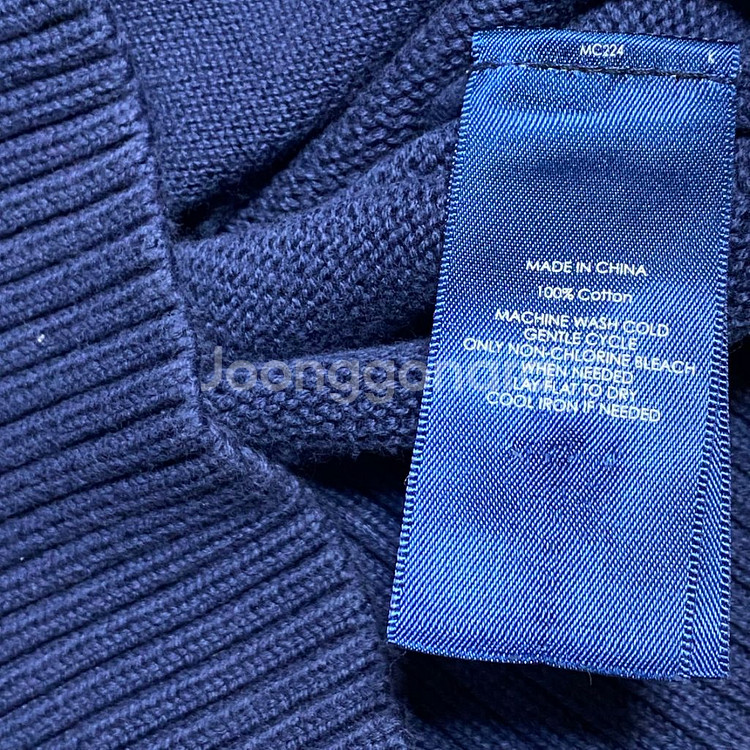 MC224 K
MADE IN CHINA
100% Cotton
MACHINE WASH COLD
GENTLE CYCLE
ONLY NON-CHLORINE BLEACH
WHEN NEEDED
LAY FLAT TO DRY
COOL IRON IF NEEDED